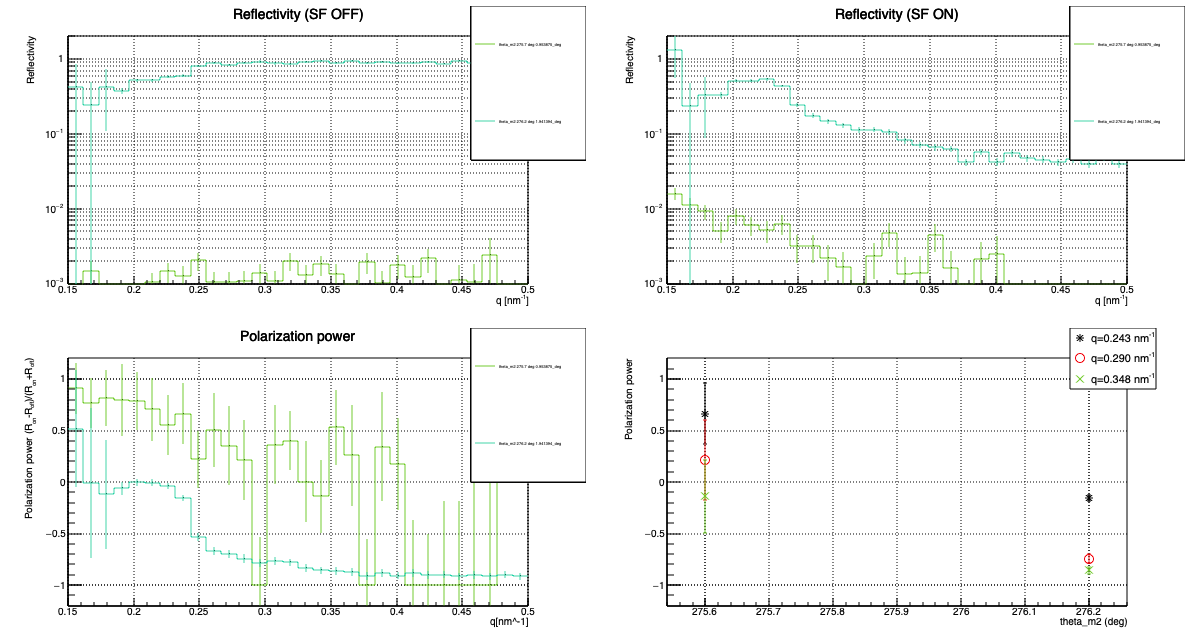 Reflectivity (SF OFF)
Reflectivity
1
10⁻¹
10⁻²
10⁻³
0.15 0.2 0.25 0.3 0.35 0.4 0.45 0.5
q [nm⁻¹]
Reflectivity (SF ON)
Reflectivity
1
10⁻¹
10⁻²
10⁻³
0.15 0.2 0.25 0.3 0.35 0.4 0.45 0.5
q [nm⁻¹]
Polarization power
Polarization power (R_on-R_off)/(R_on+R_off)
1
0.5
0
−0.5
−1
0.15 0.2 0.25 0.3 0.35 0.4 0.45 0.5
q[nm^-1]
Polarization power
1
0.5
0
−0.5
−1
275.6 275.7 275.8 275.9 276 276.1 276.2
theta_m2 (deg)
q=0.243 nm⁻¹
q=0.290 nm⁻¹
q=0.348 nm⁻¹